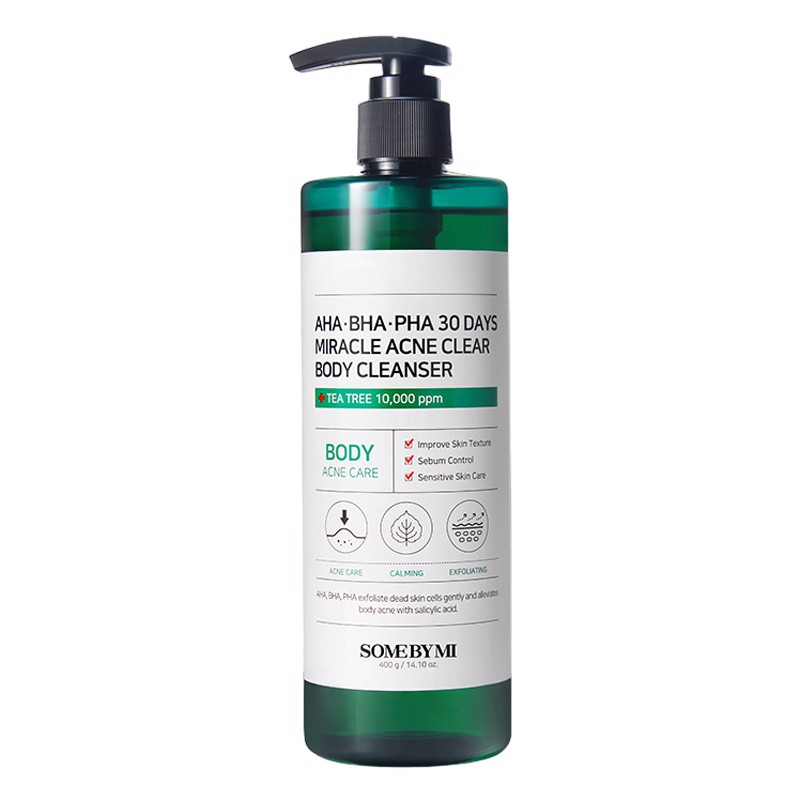 AHA·BHA·PHA 30 DAYS
MIRACLE ACNE CLEAR
BODY CLEANSER
+ TEA TREE 10,000 ppm
BODY
ACNE CARE
Improve Skin Texture
Sebum Control
Sensitive Skin Care
ACNE CARE
CALMING
EXFOLIATING
AHA, BHA, PHA exfoliate dead skin cells gently and alleviates
body acne with salicylic acid.
SOMEBYMI
400 g / 14.10 oz.